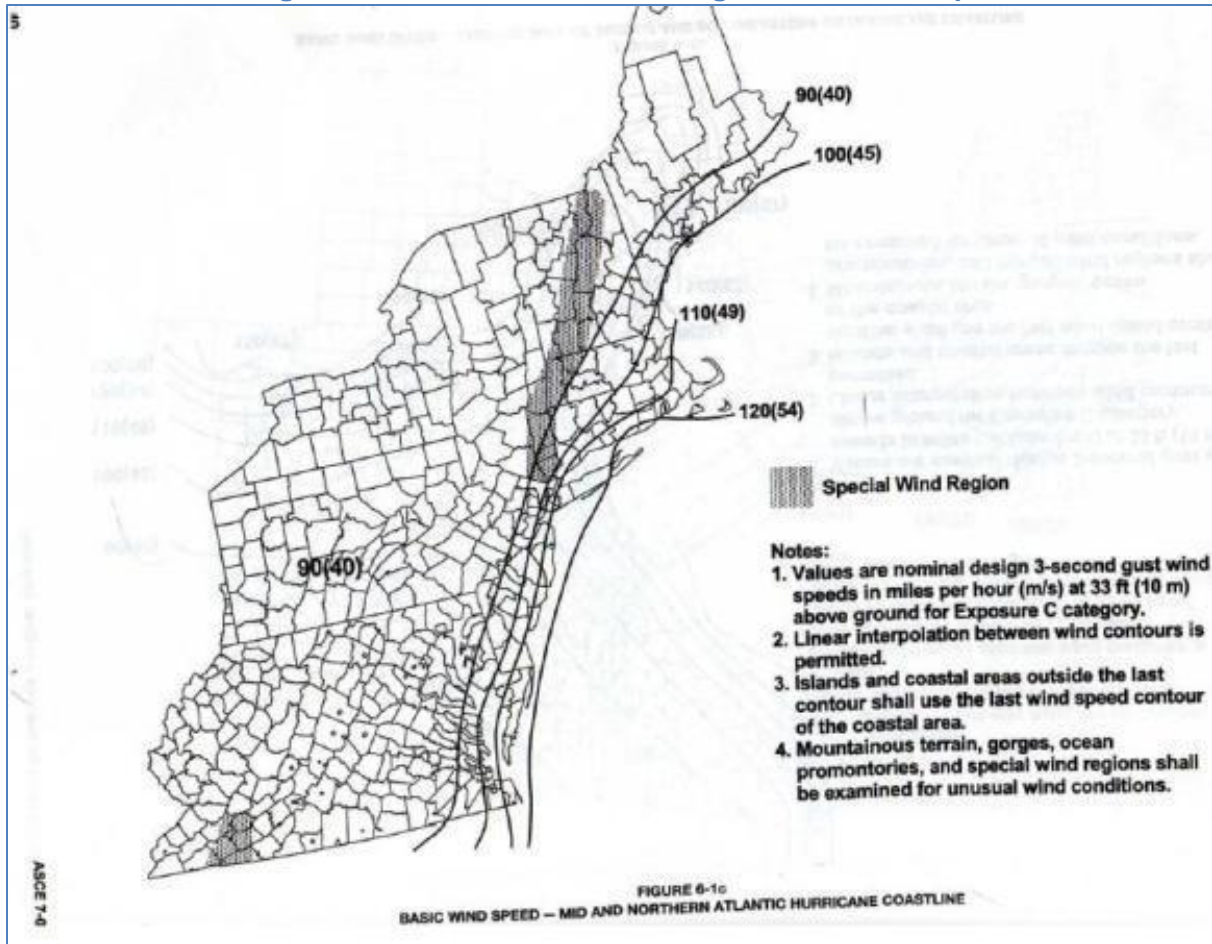 90(40)
100(45)
110(49)
120(54)
Special Wind Region
90(40)
Notes:
1. Values are nominal design 3-second gust wind
speeds in miles per hour (m/s) at 33 ft (10 m)
above ground for Exposure C category.
2. Linear interpolation between wind contours is
permitted.
3. Islands and coastal areas outside the last
contour shall use the last wind speed contour
of the coastal area.
4. Mountainous terrain, gorges, ocean
promontories, and special wind regions shall
be examined for unusual wind conditions.
ASCE 7-0
FIGURE 6-1c
BASIC WIND SPEED – MID AND NORTHERN ATLANTIC HURRICANE COASTLINE